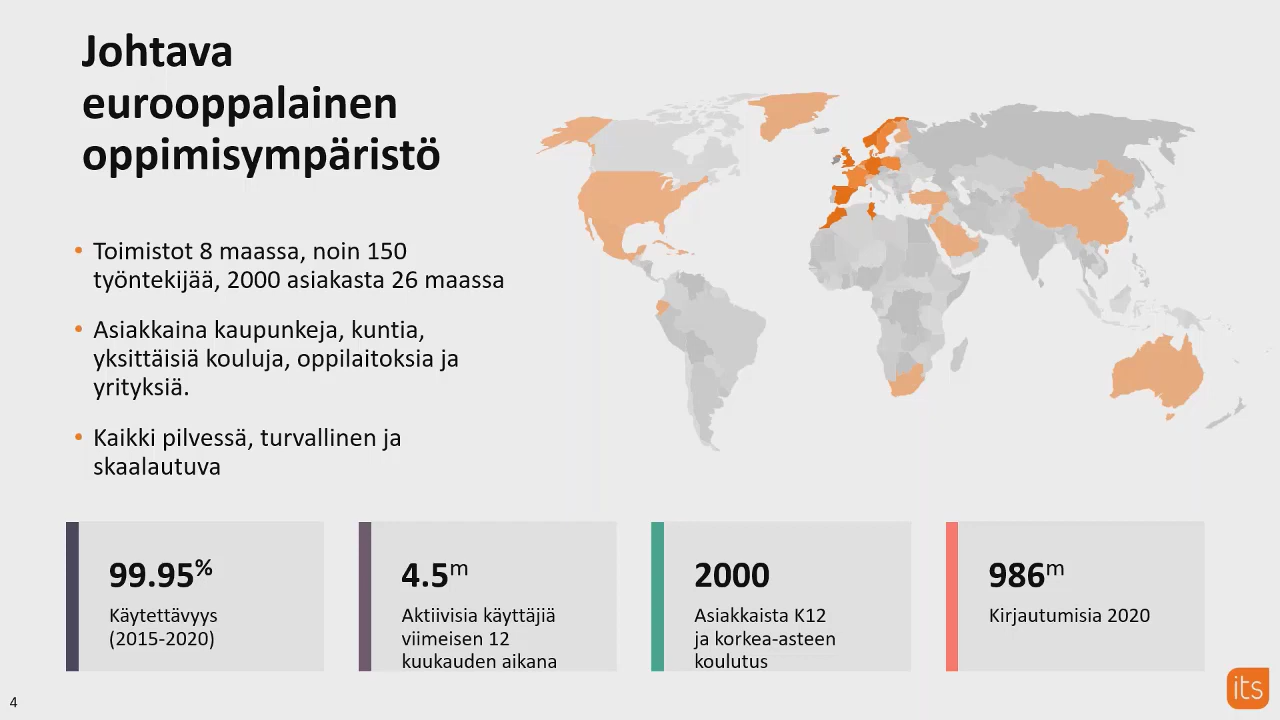 Johtava
eurooppalainen
oppimisympäristö
• Toimistot 8 maassa, noin 150
työntekijää, 2000 asiakasta 26 maassa
• Asiakkaina kaupunkeja, kuntia,
yksittäisiä kouluja, oppilaitoksia ja
yrityksiä.
• Kaikki pilvessä, turvallinen ja
skaalautuva
99.95%
Käytettävyys
(2015-2020)
4.5m
Aktiivisia käyttäjiä
viimeisen 12
kuukauden aikana
2000
Asiakkaista K12
ja korkea-asteen
koulutus
986m
Kirjautumisia 2020
4
its